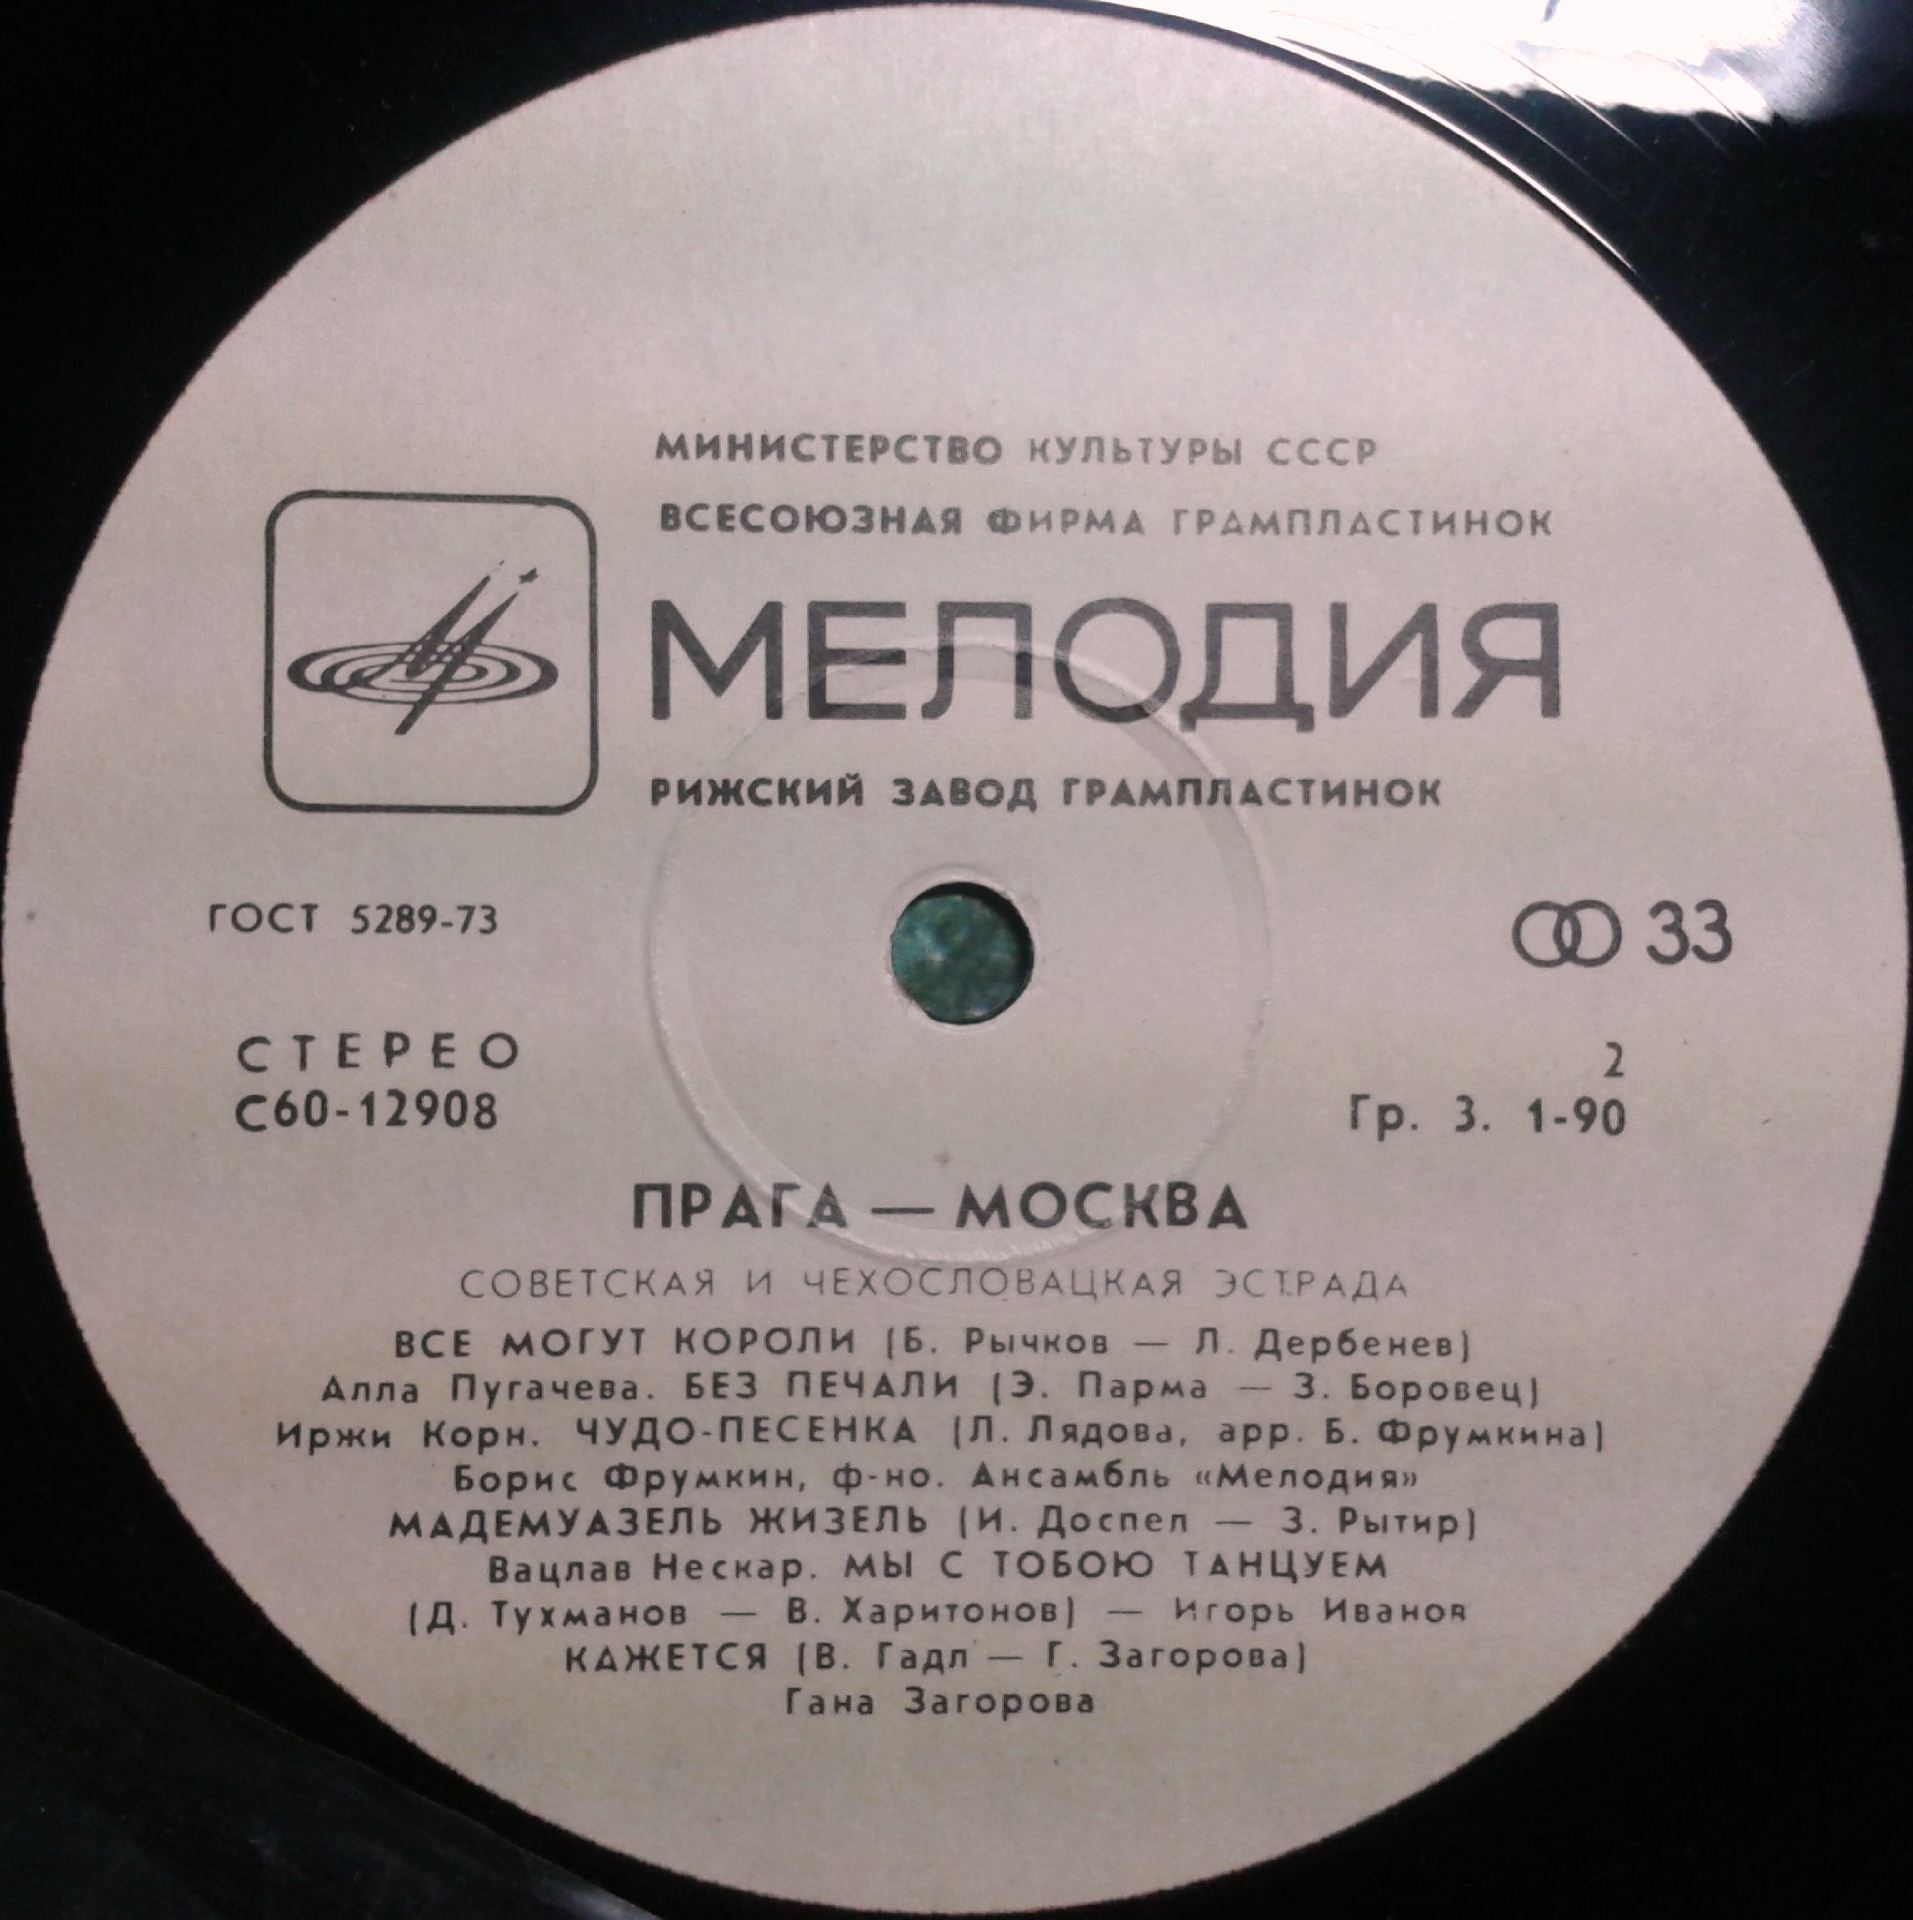 МИНИСТЕРСТВО КУЛЬТУРЫ СССР
ВСЕСОЮЗНАЯ ФИРМА ГРАМПЛАСТИНОК
МЕЛОДИЯ
РИЖСКИЙ ЗАВОД ГРАМПЛАСТИНОК
ГОСТ 5289-73
33
СТЕРЕО
2
С60-12908
Гр. 3. 1-90
ПРАГА — МОСКВА
СОВЕТСКАЯ И ЧЕХОСЛОВАЦКАЯ ЭСТРАДА
ВСЕ МОГУТ КОРОЛИ (Б. Рычков — Л. Дербенев)
Алла Пугачева. БЕЗ ПЕЧАЛИ (Э. Парма — З. Боровец)
Иржи Корн. ЧУДО-ПЕСЕНКА (Л. Лядова, арр. Б. Фрумкина)
Борис Фрумкин, ф-но. Ансамбль «Мелодия»
МАДЕМУАЗЕЛЬ ЖИЗЕЛЬ (И. Доспел — З. Рытир)
Вацлав Нескар. МЫ С ТОБОЮ ТАНЦУЕМ
(Д. Тухманов — В. Харитонов) — Игорь Иванов
КАЖЕТСЯ (В. Гадл — Г. Загорова)
Гана Загорова